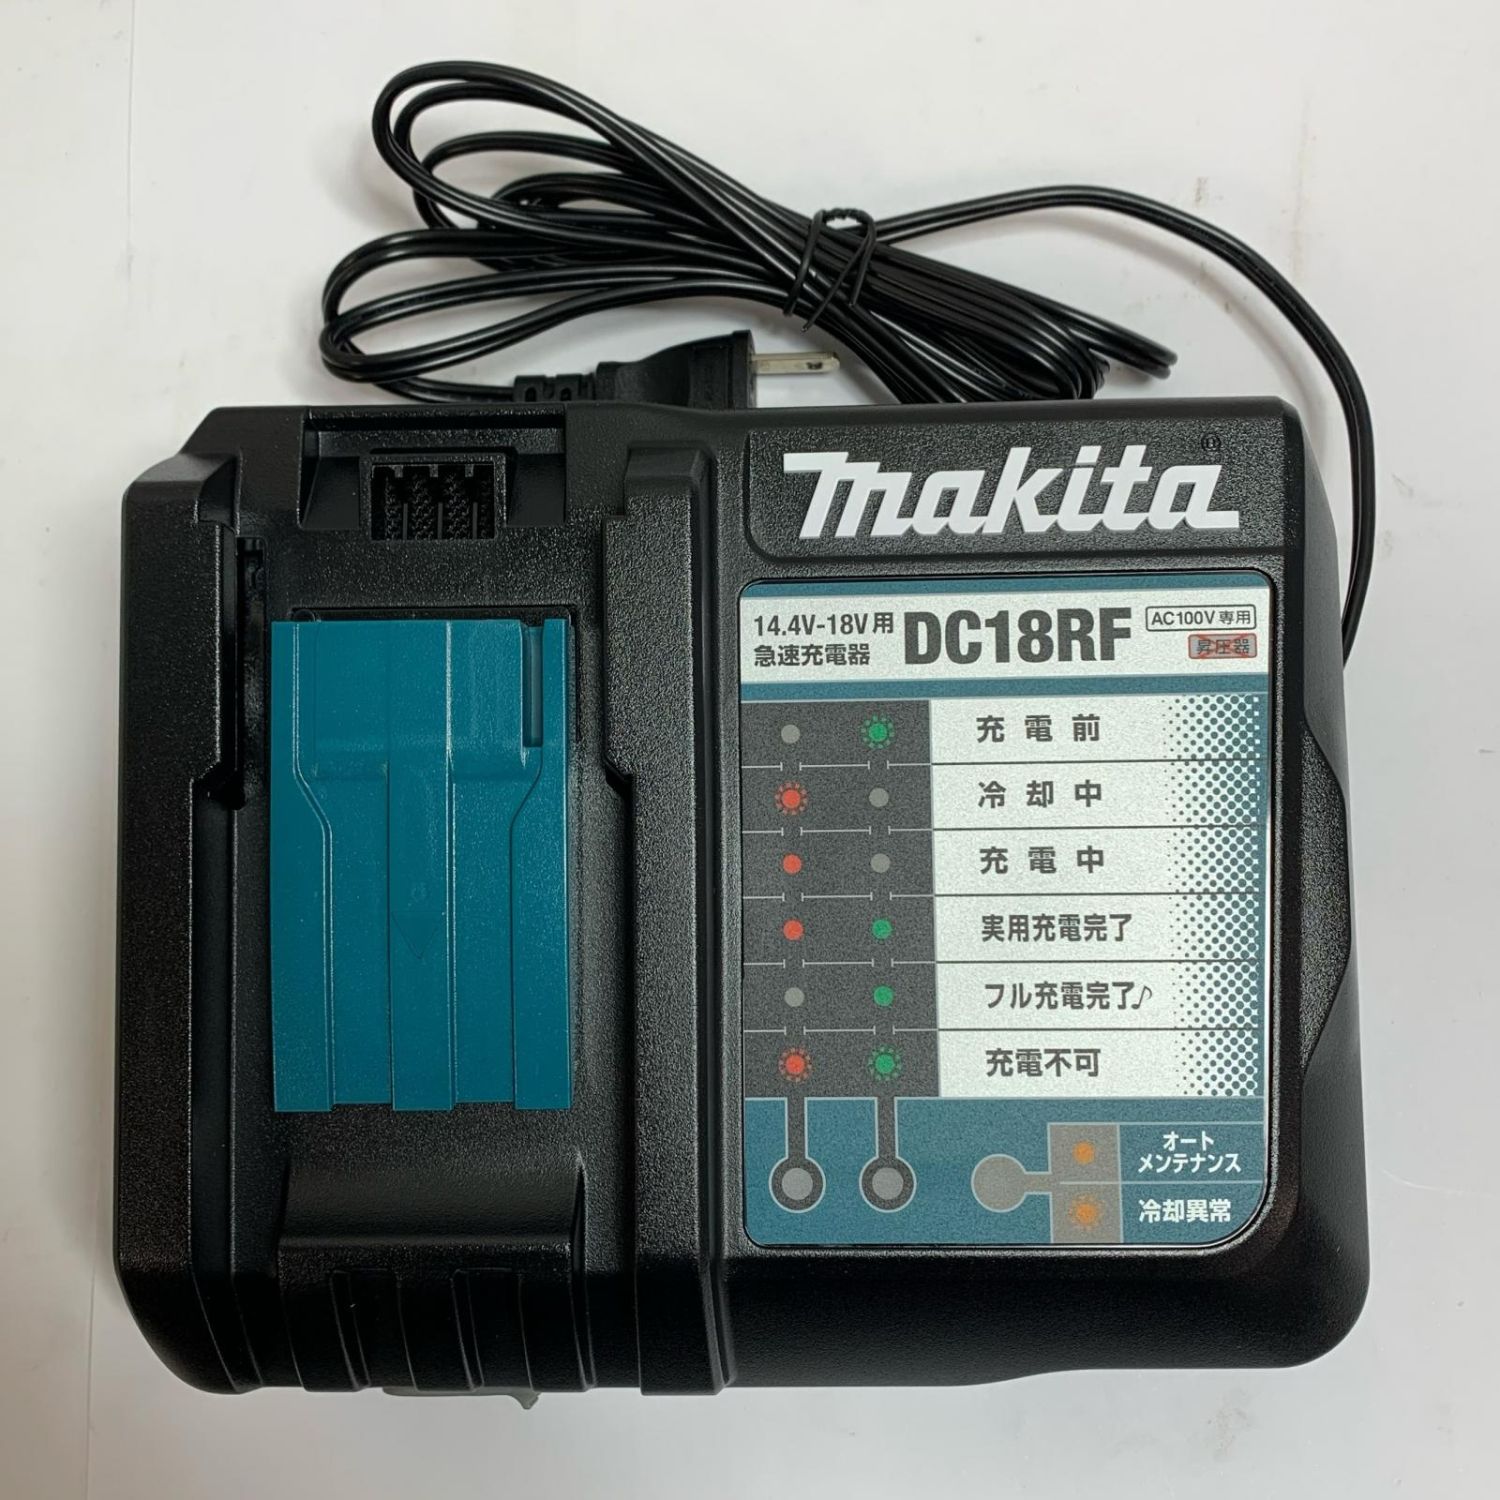 makita®
14.4V-18V用
急速充電器
DC18RF
AC100V専用
昇圧器
充電前
冷却中
充電中
実用充電完了
フル充電完了♪
充電不可
オート
メンテナンス
冷却異常